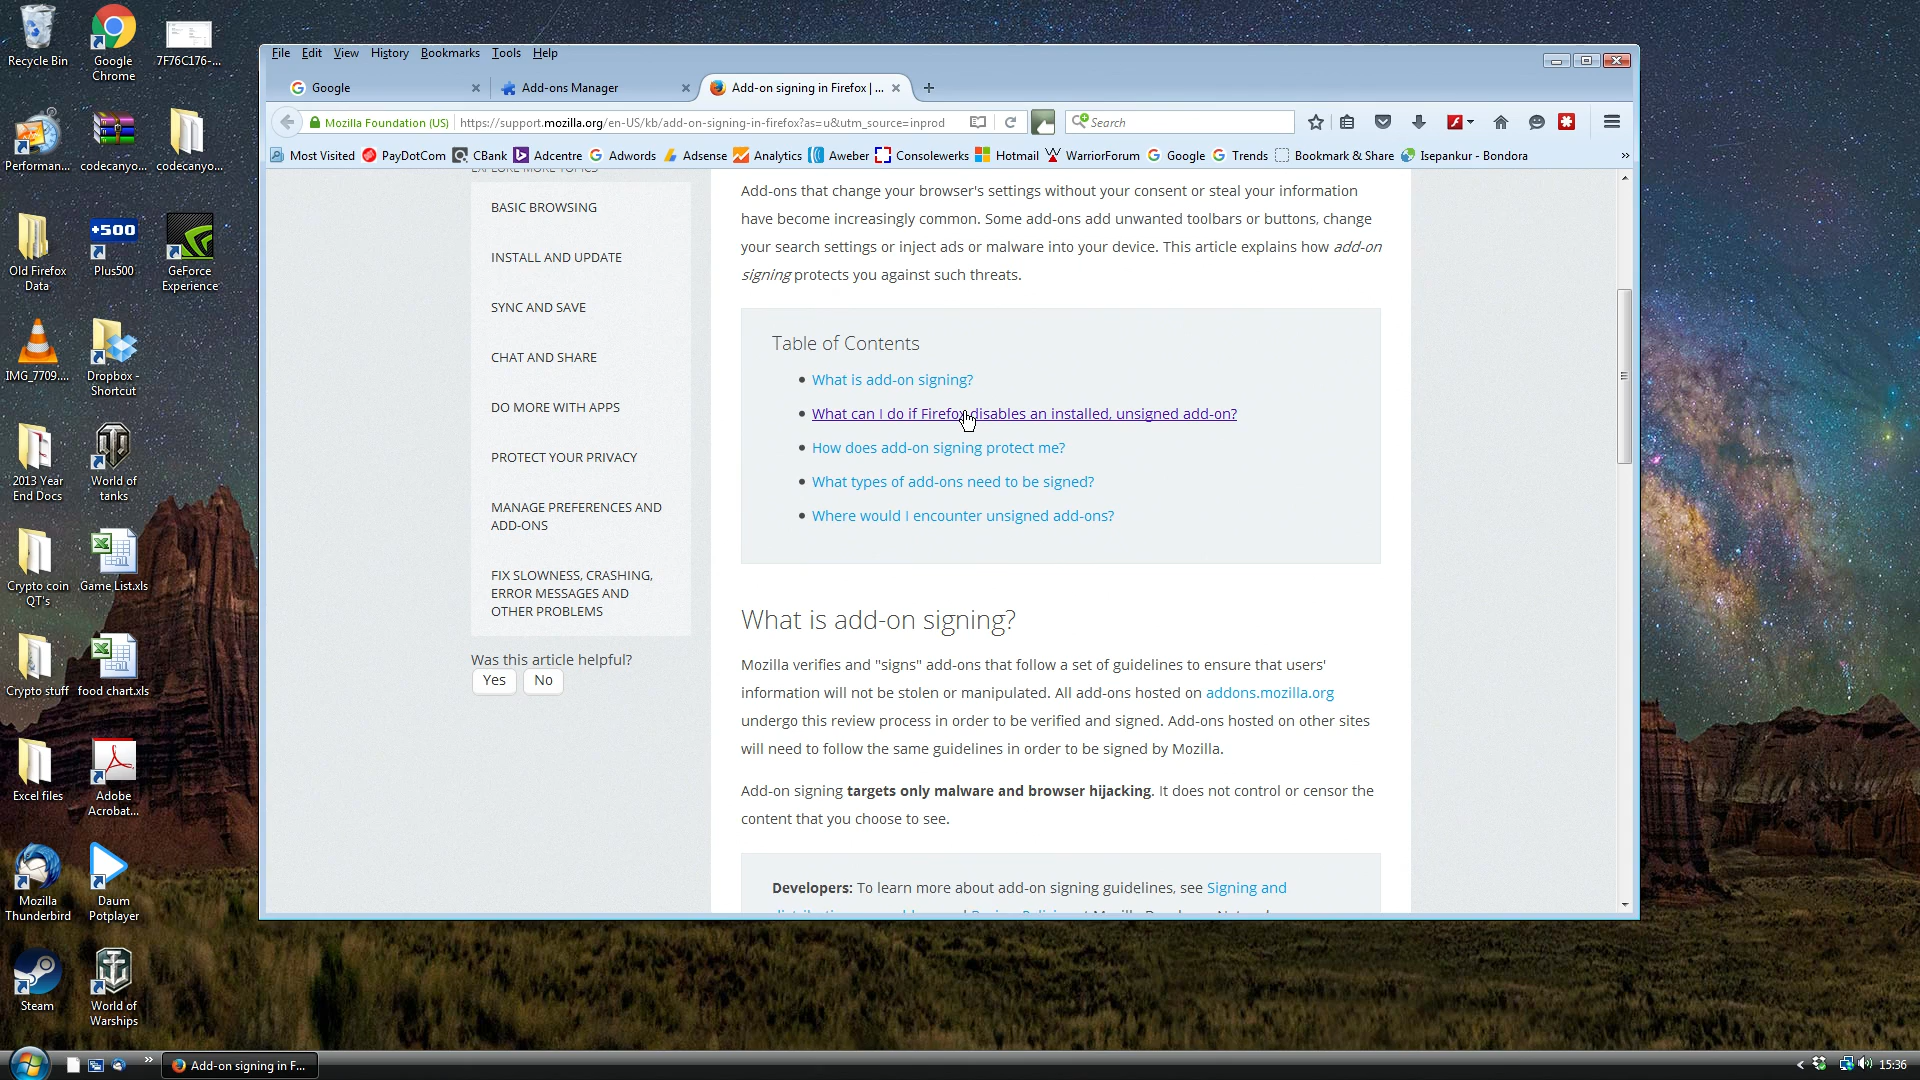 Recycle Bin
Google
Chrome
7F76C176-...
Performan...
codecanyo...
codecanyo...
Old Firefox
Data
+500
Plus500
GeForce
Experience
IMG_7709....
Dropbox -
Shortcut
2013 Year
End Docs
World of
tanks
Crypto coin
QT's
Game List.xls
Crypto stuff
food chart.xls
Excel files
Adobe
Acrobat...
Mozilla
Thunderbird
Daum
Potplayer
Steam
World of
Warships
File Edit View History Bookmarks Tools Help
Google
Add-ons Manager
Add-on signing in Firefox | ...
Mozilla Foundation (US)
https://support.mozilla.org/en-US/kb/add-on-signing-in-firefox?as=u&utm_source=inprod
Search
Most Visited PayDotCom CBank Adcentre Adwords Adsense Analytics Aweber Consolewerks Hotmail WarriorForum Google Trends Bookmark & Share Isepankur - Bondora »
EXPLORE MORE TOPICS
BASIC BROWSING
INSTALL AND UPDATE
SYNC AND SAVE
CHAT AND SHARE
DO MORE WITH APPS
PROTECT YOUR PRIVACY
MANAGE PREFERENCES AND
ADD-ONS
FIX SLOWNESS, CRASHING,
ERROR MESSAGES AND
OTHER PROBLEMS
Was this article helpful?
Yes No
Add-ons that change your browser's settings without your consent or steal your information
have become increasingly common. Some add-ons add unwanted toolbars or buttons, change
your search settings or inject ads or malware into your device. This article explains how add-on
signing protects you against such threats.
Table of Contents
• What is add-on signing?
• What can I do if Firefox disables an installed, unsigned add-on?
• How does add-on signing protect me?
• What types of add-ons need to be signed?
• Where would I encounter unsigned add-ons?
What is add-on signing?
Mozilla verifies and "signs" add-ons that follow a set of guidelines to ensure that users'
information will not be stolen or manipulated. All add-ons hosted on addons.mozilla.org
undergo this review process in order to be verified and signed. Add-ons hosted on other sites
will need to follow the same guidelines in order to be signed by Mozilla.
Add-on signing targets only malware and browser hijacking. It does not control or censor the
content that you choose to see.
Developers: To learn more about add-on signing guidelines, see Signing and
»
Add-on signing in F...
15:36